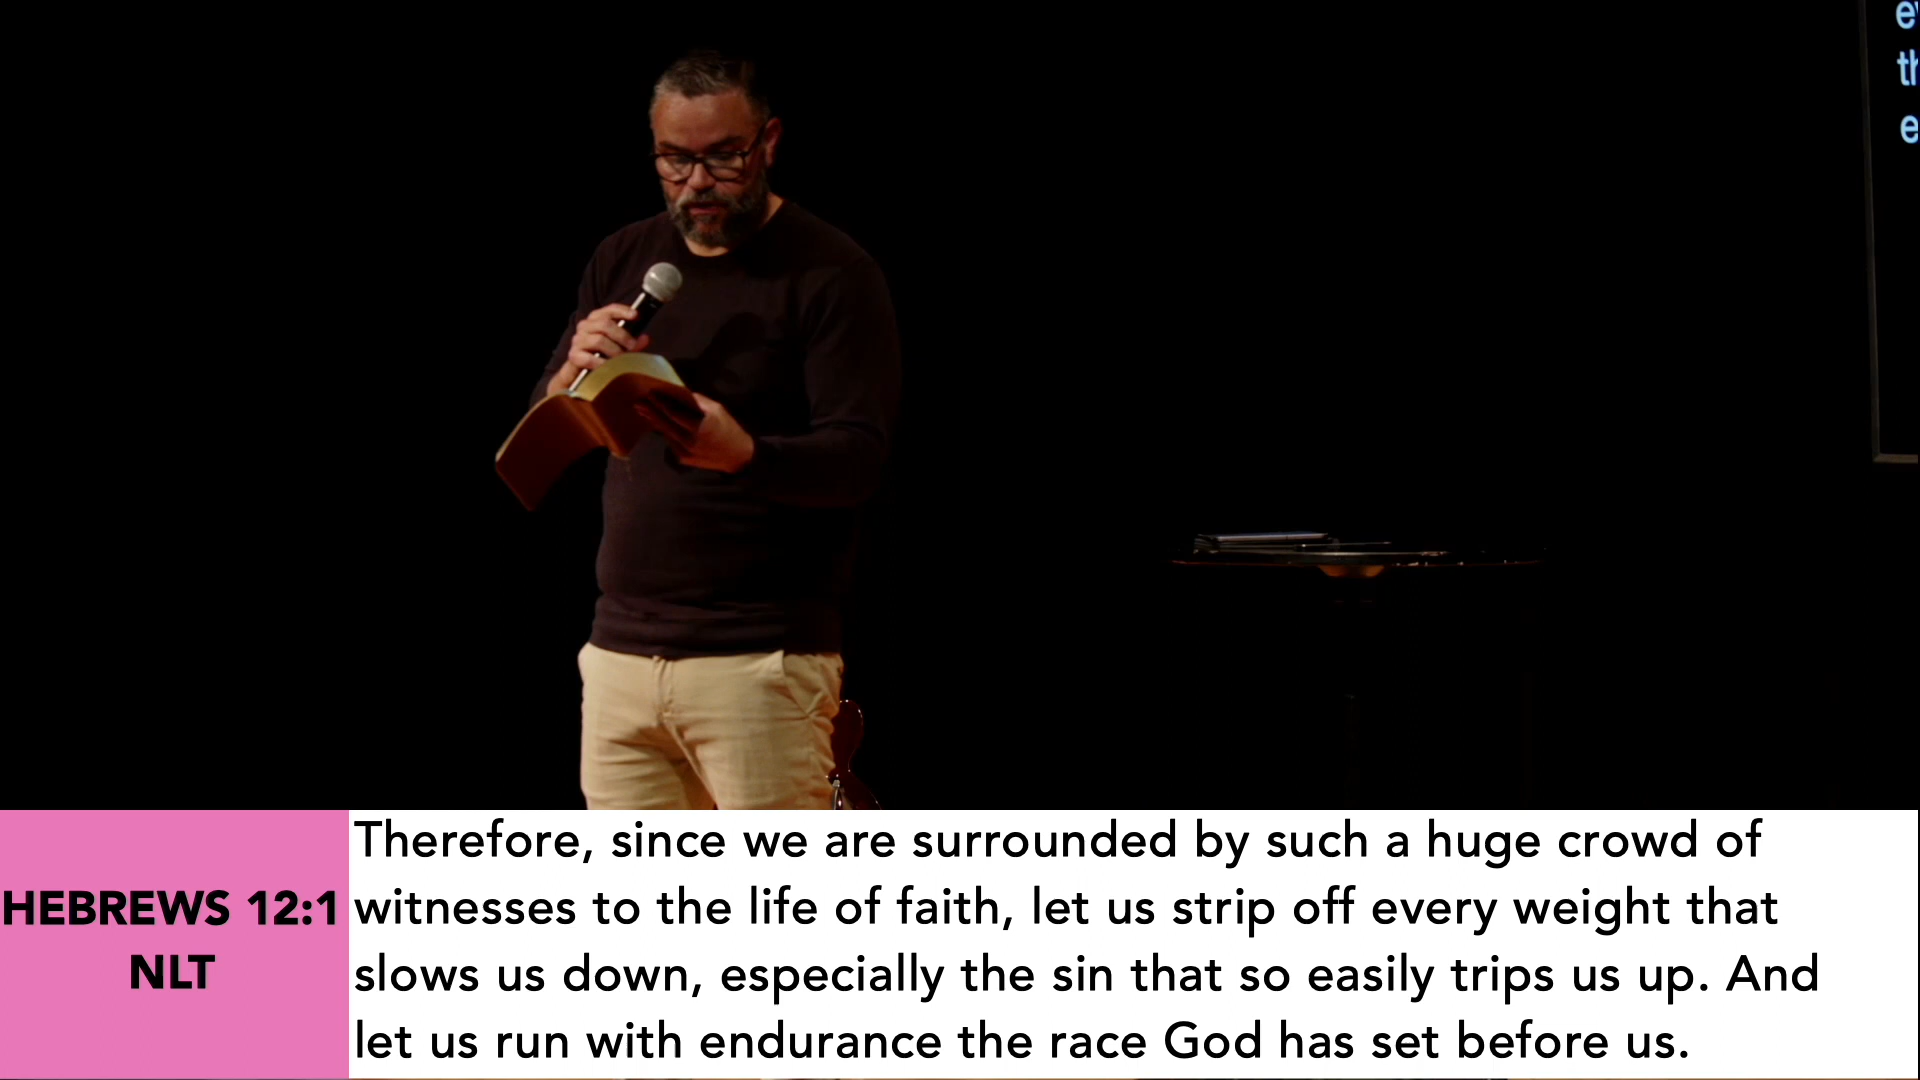 HEBREWS 12:1
NLT
Therefore, since we are surrounded by such a huge crowd of
witnesses to the life of faith, let us strip off every weight that
slows us down, especially the sin that so easily trips us up. And
let us run with endurance the race God has set before us.